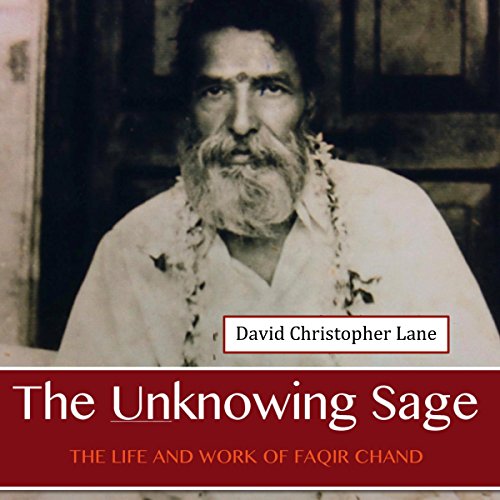 David Christopher Lane
The Unknowing Sage
THE LIFE AND WORK OF FAQIR CHAND